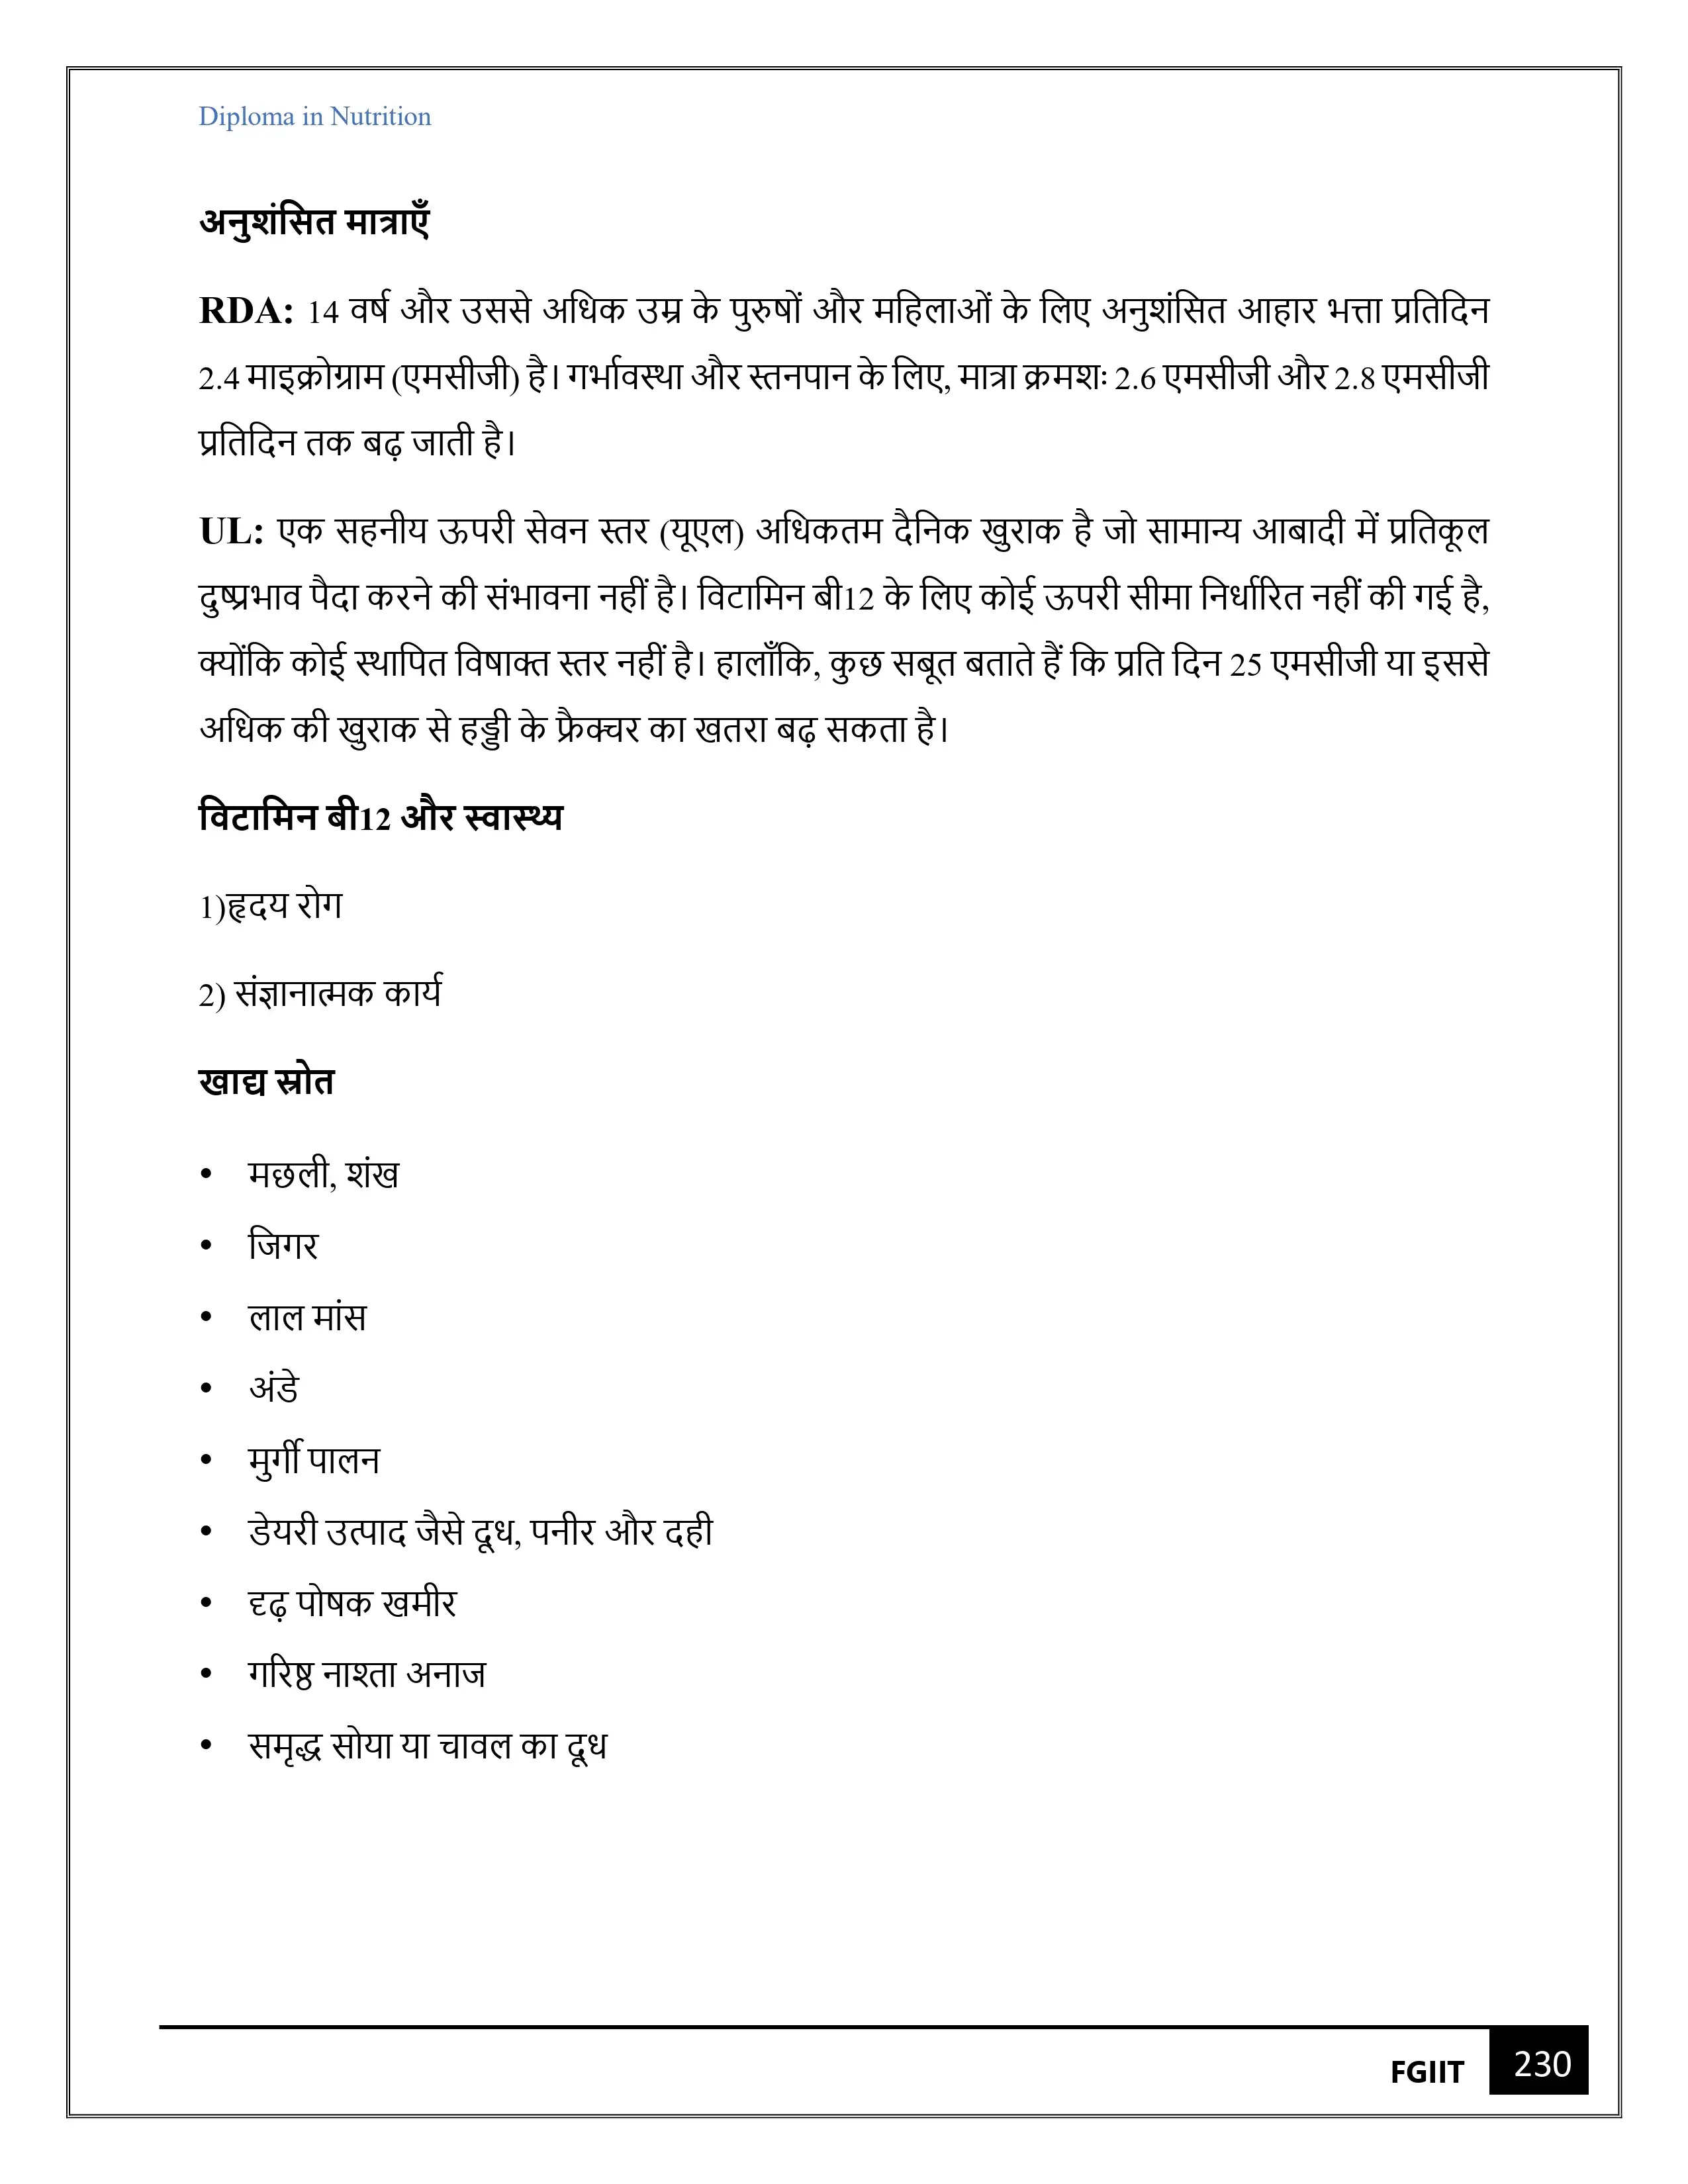 Diploma in Nutrition
अनुशंसित मात्राएँ
RDA: 14 वर्ष और उससे अधिक उम्र के पुरुषों और महिलाओं के लिए अनुशंसित आहार भत्ता प्रतिदिन
2.4 माइक्रोग्राम (एमसीजी) है। गर्भावस्था और स्तनपान के लिए, मात्रा क्रमशः 2.6 एमसीजी और 2.8 एमसीजी
प्रतिदिन तक बढ़ जाती है।
UL: एक सहनीय ऊपरी सेवन स्तर (यूएल) अधिकतम दैनिक खुराक है जो सामान्य आबादी में प्रतिकूल
दुष्प्रभाव पैदा करने की संभावना नहीं है। विटामिन बी12 के लिए कोई ऊपरी सीमा निर्धारित नहीं की गई है,
क्योंकि कोई स्थापित विषाक्त स्तर नहीं है। हालाँकि, कुछ सबूत बताते हैं कि प्रति दिन 25 एमसीजी या इससे
अधिक की खुराक से हड्डी के फ्रैक्चर का खतरा बढ़ सकता है।
विटामिन बी12 और स्वास्थ्य
1)हृदय रोग
2) संज्ञानात्मक कार्य
खाद्य स्रोत
• मछली, शंख
• जिगर
• लाल मांस
• अंडे
• मुर्गी पालन
• डेयरी उत्पाद जैसे दूध, पनीर और दही
• दृढ़ पोषक खमीर
• गरिष्ठ नाश्ता अनाज
• समृद्ध सोया या चावल का दूध
FGIIT 230